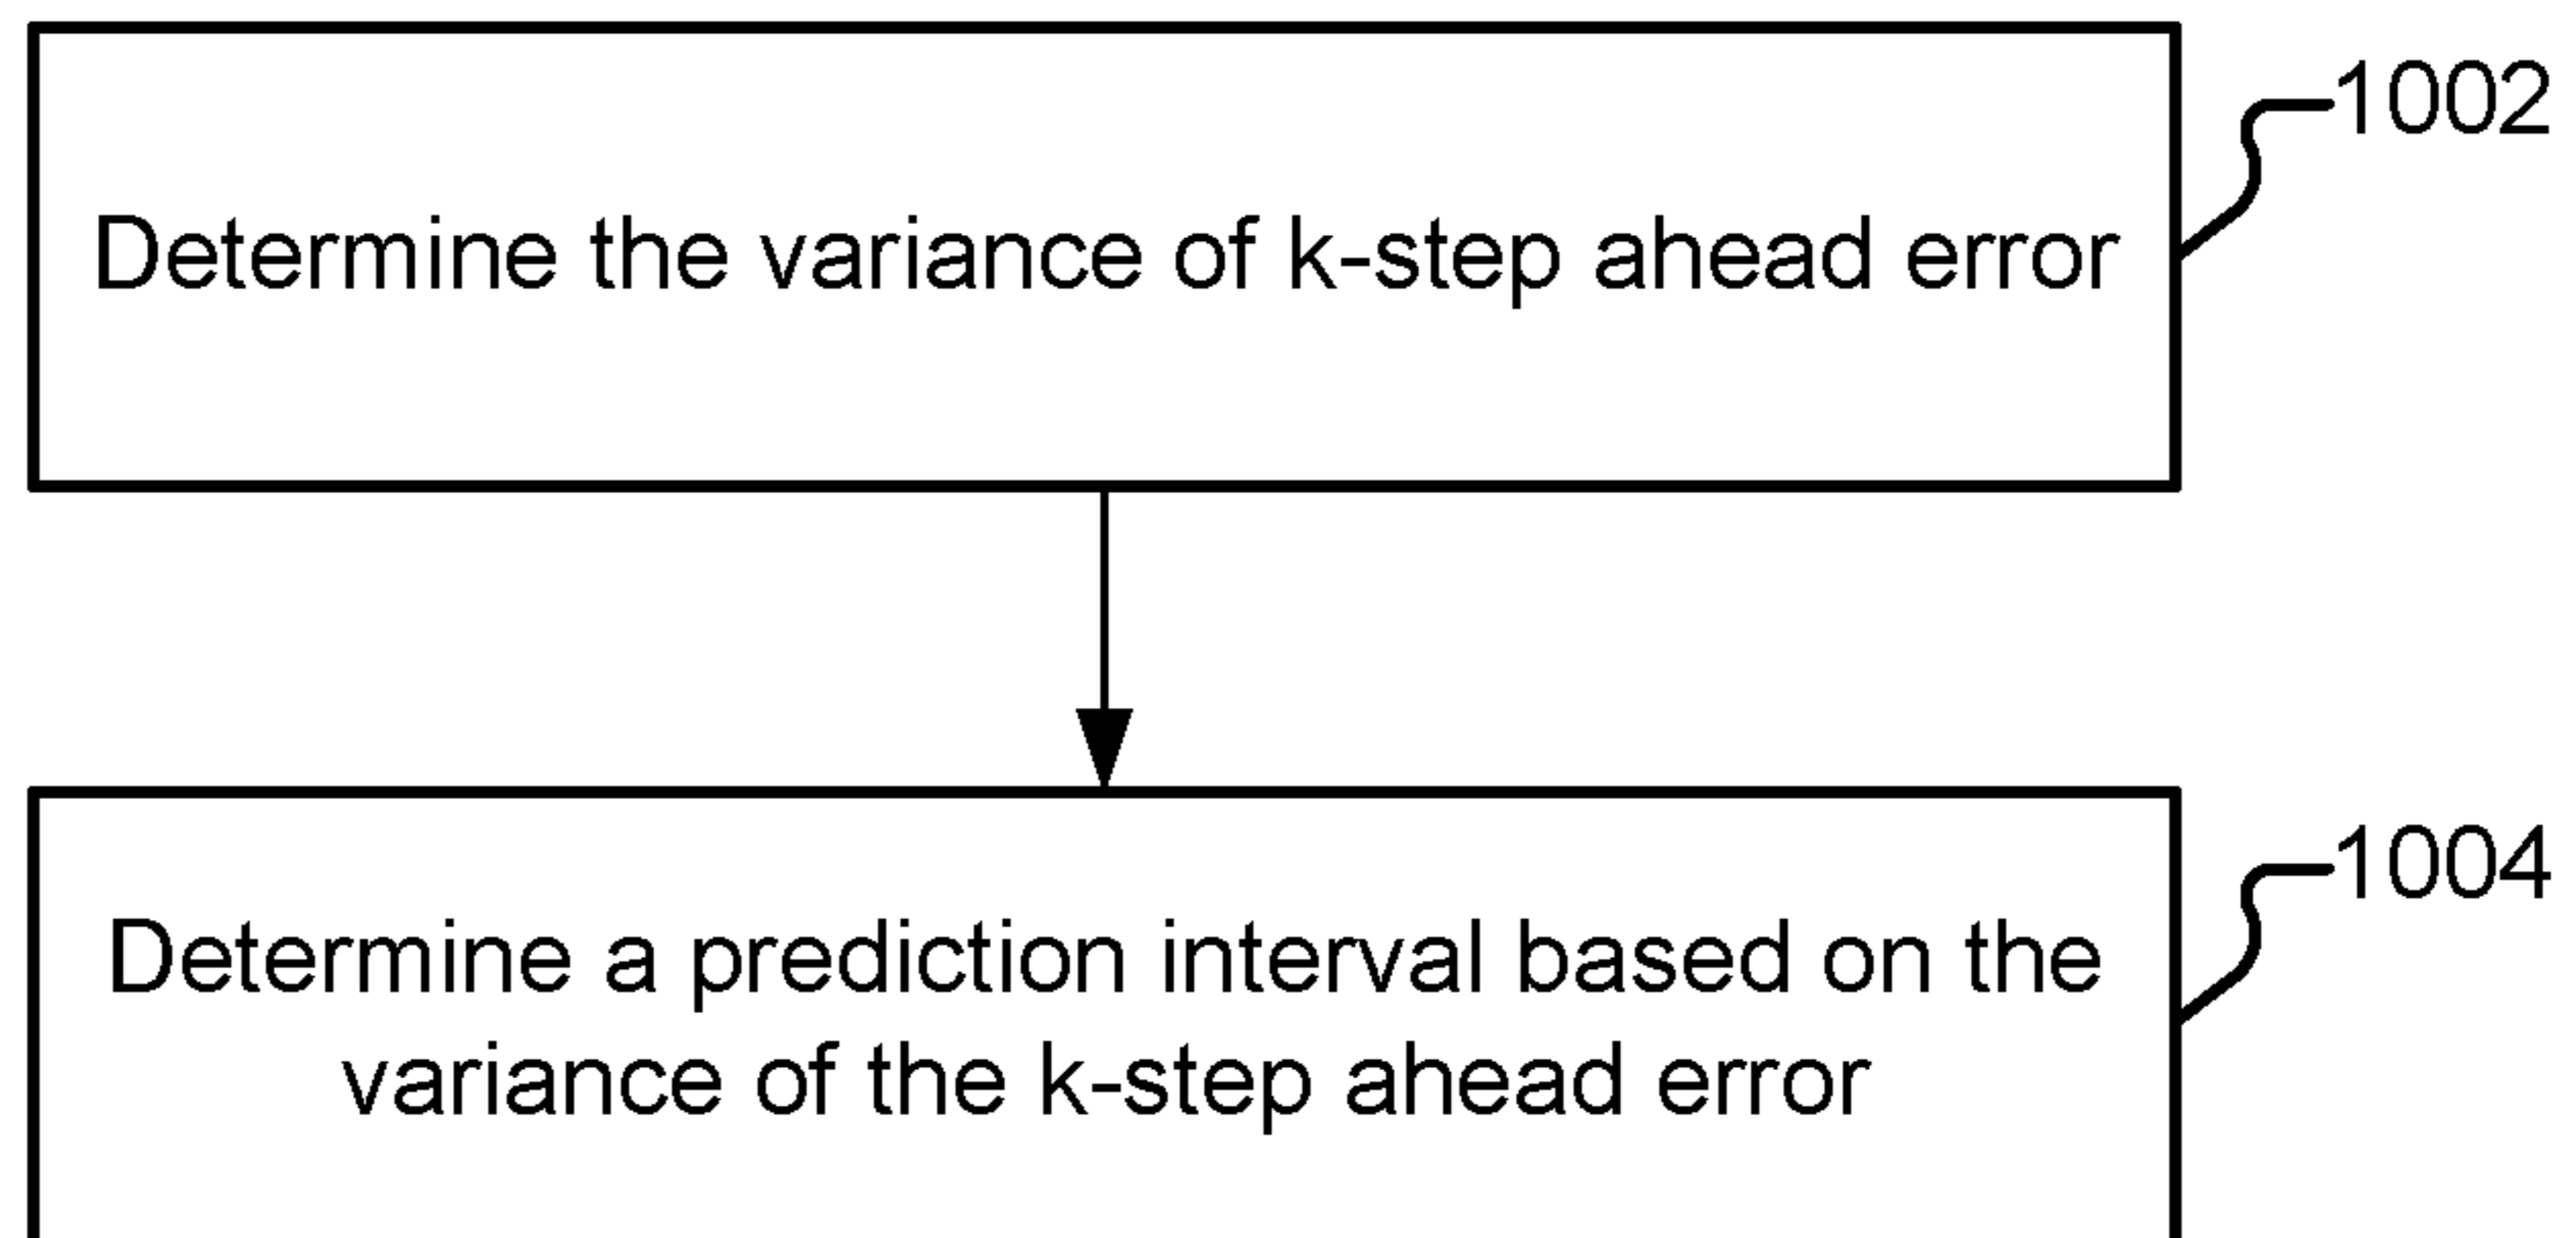 1002
Determine the variance of k-step ahead error
1004
Determine a prediction interval based on the
variance of the k-step ahead error